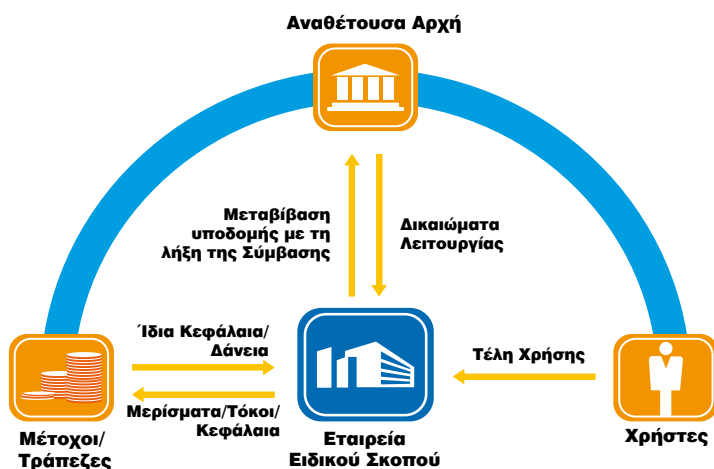 Αναθέτουσα Αρχή
Μεταβίβαση
υποδομής με τη
λήξη της Σύμβασης
Δικαιώματα
Λειτουργίας
Ίδια Κεφάλαια/
Δάνεια
Μερίσματα/Τόκοι/
Κεφάλαια
Τέλη Χρήσης
Μέτοχοι/
Τράπεζες
Εταιρεία
Ειδικού Σκοπού
Χρήστες